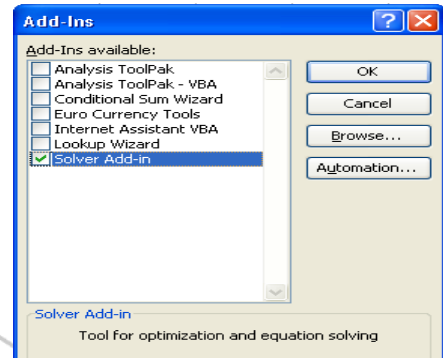 Add-Ins
Add-Ins available:
Analysis ToolPak
Analysis ToolPak - VBA
Conditional Sum Wizard
Euro Currency Tools
Internet Assistant VBA
Lookup Wizard
Solver Add-in
OK
Cancel
Browse...
Automation...
Solver Add-in
Tool for optimization and equation solving